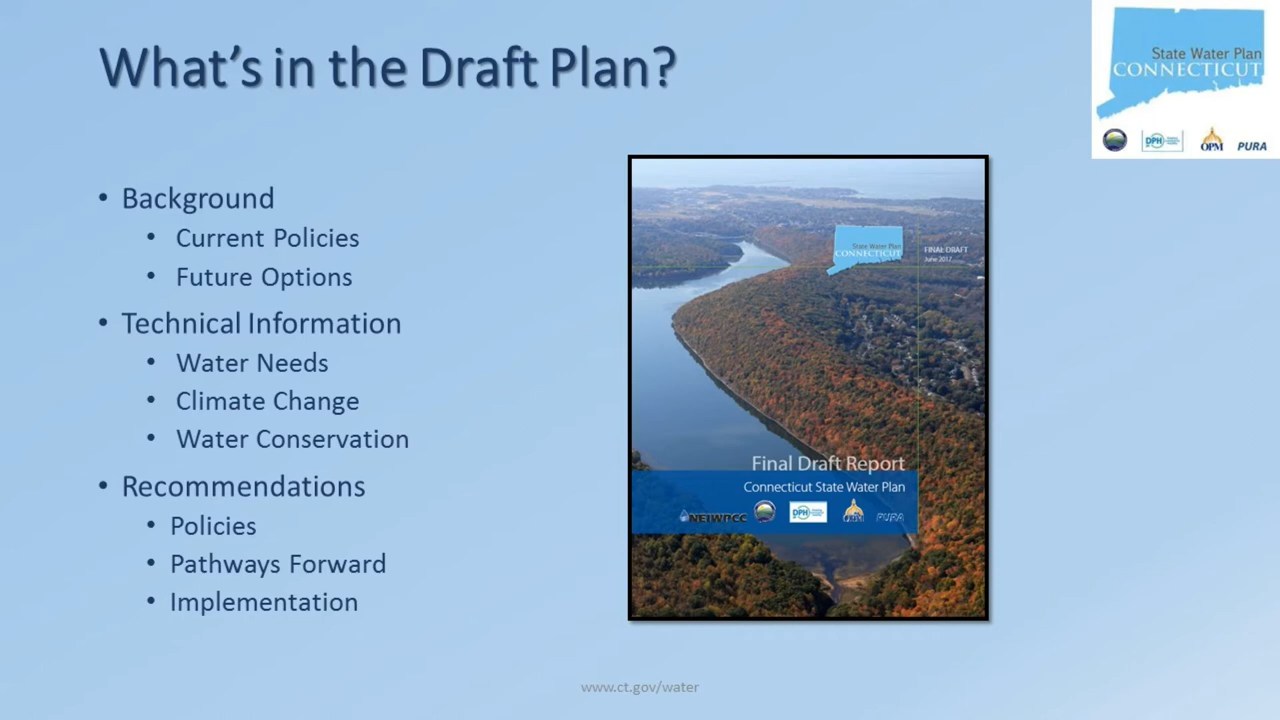 What's in the Draft Plan?
State Water Plan
CONNECTICUT
DPH
OPM
PURA
• Background
• Current Policies
• Future Options
• Technical Information
• Water Needs
• Climate Change
• Water Conservation
• Recommendations
• Policies
• Pathways Forward
• Implementation
State Water Plan
CONNECTICUT
FINAL DRAFT
June 2017
Final Draft Report
Connecticut State Water Plan
NEIWPCC
DPH
OPM
PURA
www.ct.gov/water